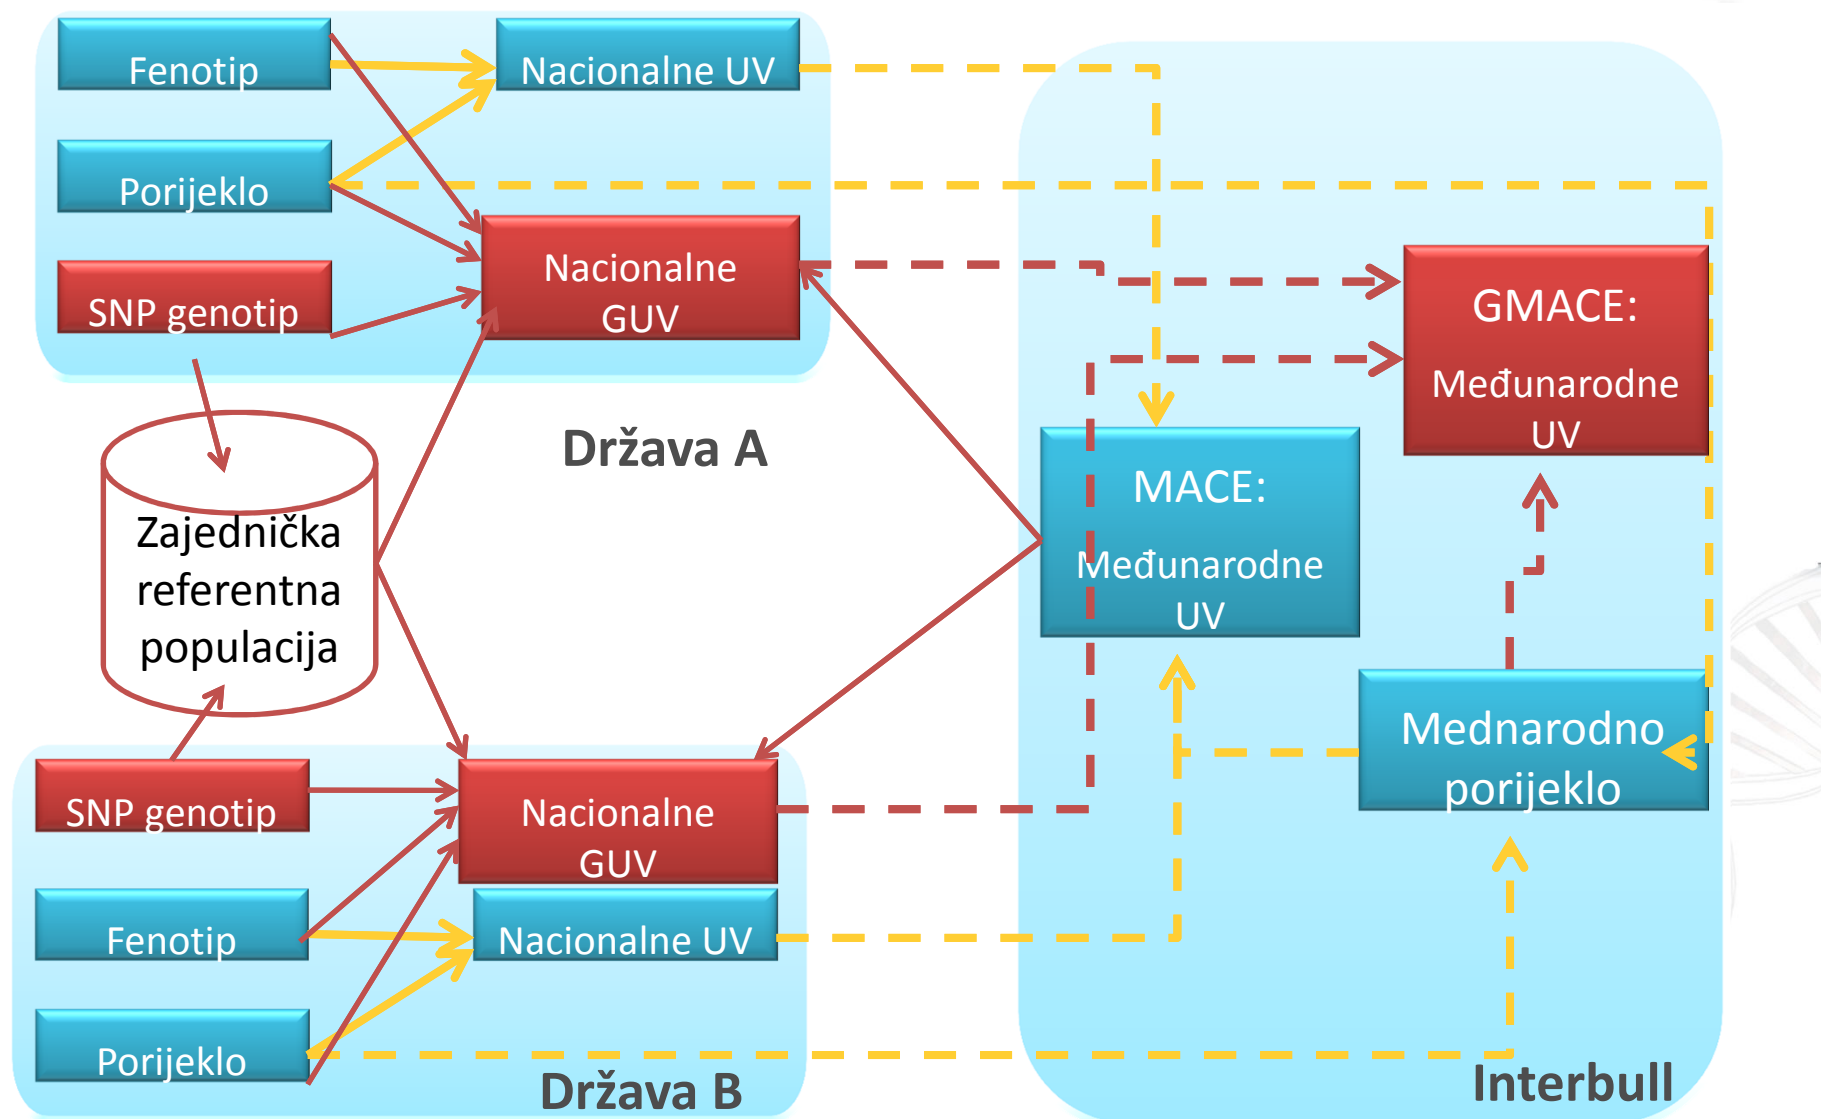 Fenotip
Nacionalne UV
Porijeklo
Nacionalne
GUV
SNP genotip
GMACE:
Međunarodne
UV
Država A
MACE:
Međunarodne
UV
Zajednička
referentna
populacija
Mednarodno
porijeklo
SNP genotip
Nacionalne
GUV
Fenotip
Nacionalne UV
Porijeklo
Država B
Interbull